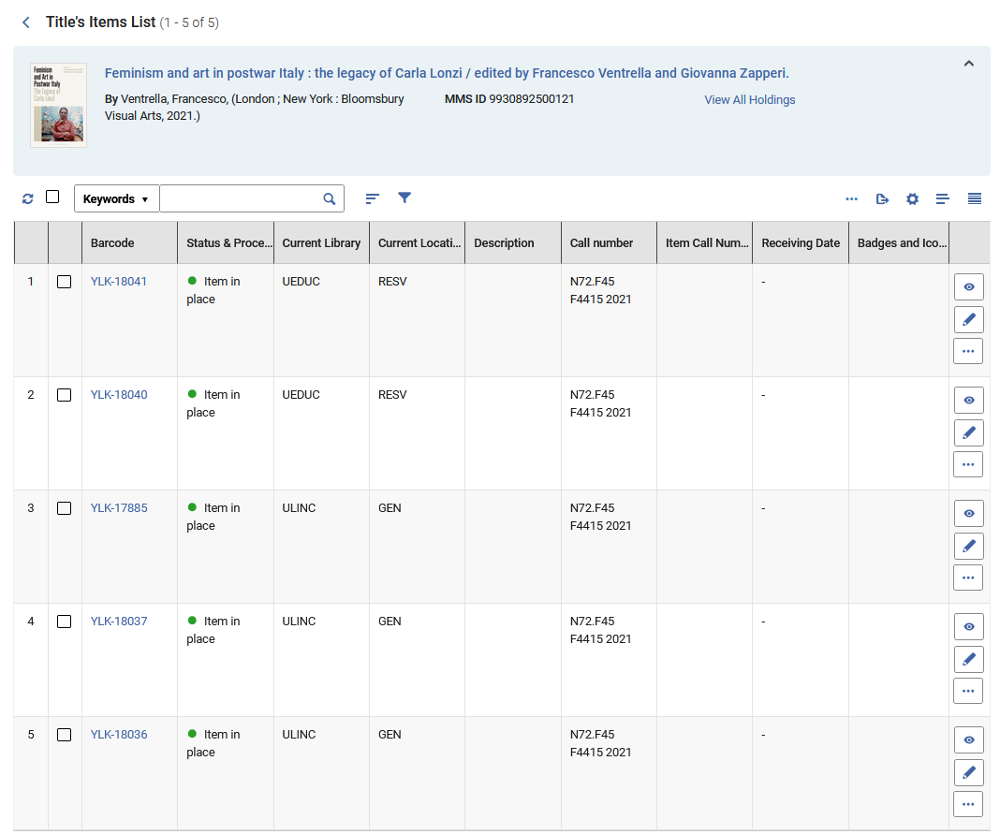 Title's Items List (1 - 5 of 5)
Feminism
and Art in
Postwar Italy
The legacy of
Carla Lonzi
Feminism and art in postwar Italy : the legacy of Carla Lonzi / edited by Francesco Ventrella and Giovanna Zapperi.
By Ventrella, Francesco, (London ; New York : Bloomsbury
Visual Arts, 2021.)
MMS ID 9930892500121
View All Holdings
Keywords
Barcode Status & Proce... Current Library Current Locati... Description Call number Item Call Num... Receiving Date Badges and Ico...
1 YLK-18041 Item in UEDUC RESV N72.F45 -
place F4415 2021
2 YLK-18040 Item in UEDUC RESV N72.F45 -
place F4415 2021
3 YLK-17885 Item in ULINC GEN N72.F45 -
place F4415 2021
4 YLK-18037 Item in ULINC GEN N72.F45 -
place F4415 2021
5 YLK-18036 Item in ULINC GEN N72.F45 -
place F4415 2021